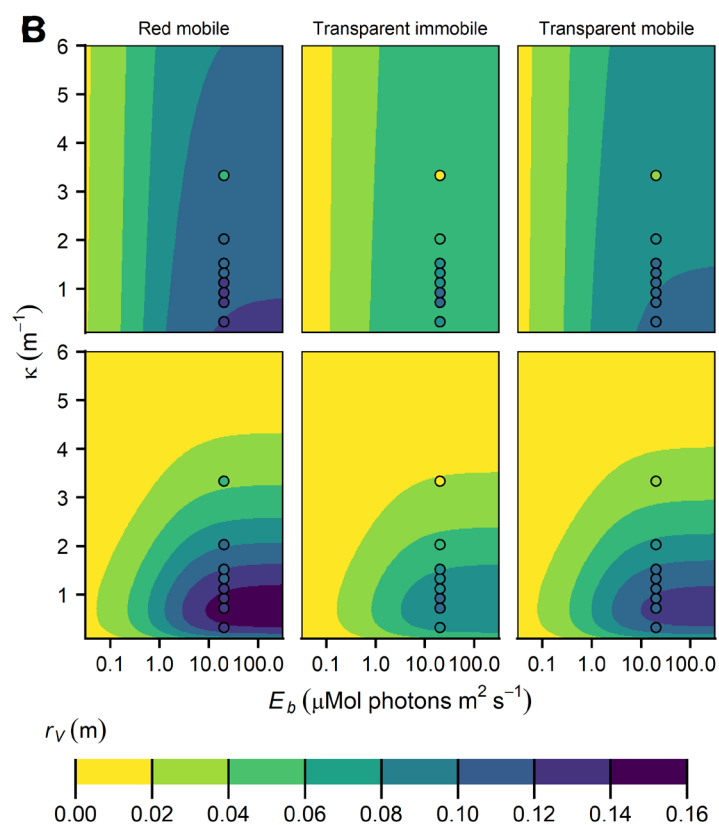 B
Red mobile Transparent immobile Transparent mobile
6
5
4
3
2
1
κ (m⁻¹)
6
5
4
3
2
1
0.1 1.0 10.0 100.0 0.1 1.0 10.0 100.0 0.1 1.0 10.0 100.0
E_b (μMol photons m² s⁻¹)
r_V (m)
0.00 0.02 0.04 0.06 0.08 0.10 0.12 0.14 0.16